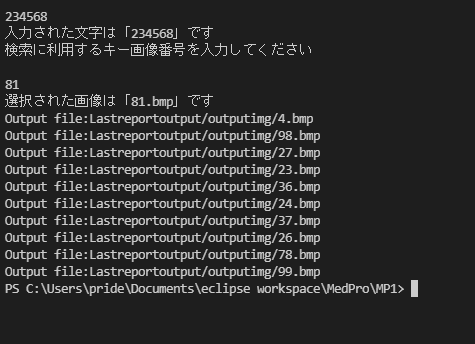 234568
入力された文字は「234568」です
検索に利用するキー画像番号を入力してください
81
選択された画像は「81.bmp」です
Output file:Lastreportoutput/outputimg/4.bmp
Output file:Lastreportoutput/outputimg/98.bmp
Output file:Lastreportoutput/outputimg/27.bmp
Output file:Lastreportoutput/outputimg/23.bmp
Output file:Lastreportoutput/outputimg/36.bmp
Output file:Lastreportoutput/outputimg/24.bmp
Output file:Lastreportoutput/outputimg/37.bmp
Output file:Lastreportoutput/outputimg/26.bmp
Output file:Lastreportoutput/outputimg/78.bmp
Output file:Lastreportoutput/outputimg/99.bmp
PS C:\Users\pride\Documents\eclipse workspace\MedPro\MP1>